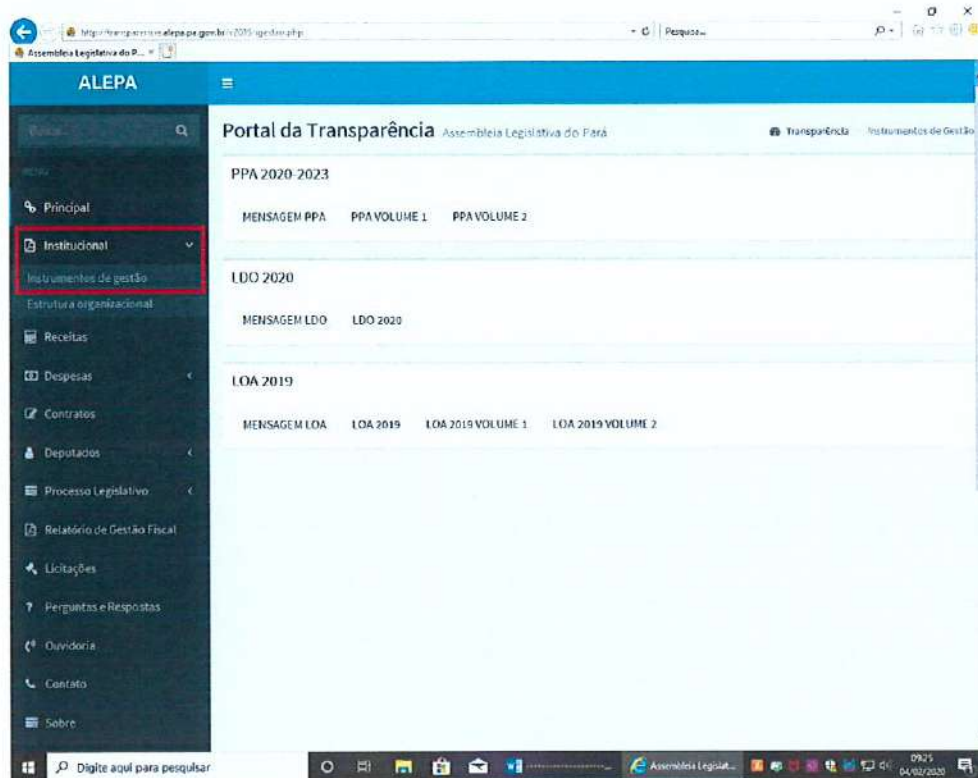 Pesquisa...
Assembleia Legislativa do P...
ALEPA
Portal da Transparência Assembleia Legislativa do Pará
Transparência Instrumentos de Gestão
MENU
Principal
Institucional
Instrumentos de gestão
Estrutura organizacional
Receitas
Despesas
Contratos
Deputados
Processo Legislativo
Relatório de Gestão Fiscal
Licitações
? Perguntas e Respostas
Ouvidoria
Contato
Sobre
PPA 2020-2023
MENSAGEM PPA PPA VOLUME 1 PPA VOLUME 2
LDO 2020
MENSAGEM LDO LDO 2020
LOA 2019
MENSAGEM LOA LOA 2019 LOA 2019 VOLUME 1 LOA 2019 VOLUME 2
Digite aqui para pesquisar
Assembleia Legislat...
09:25
04/02/2020